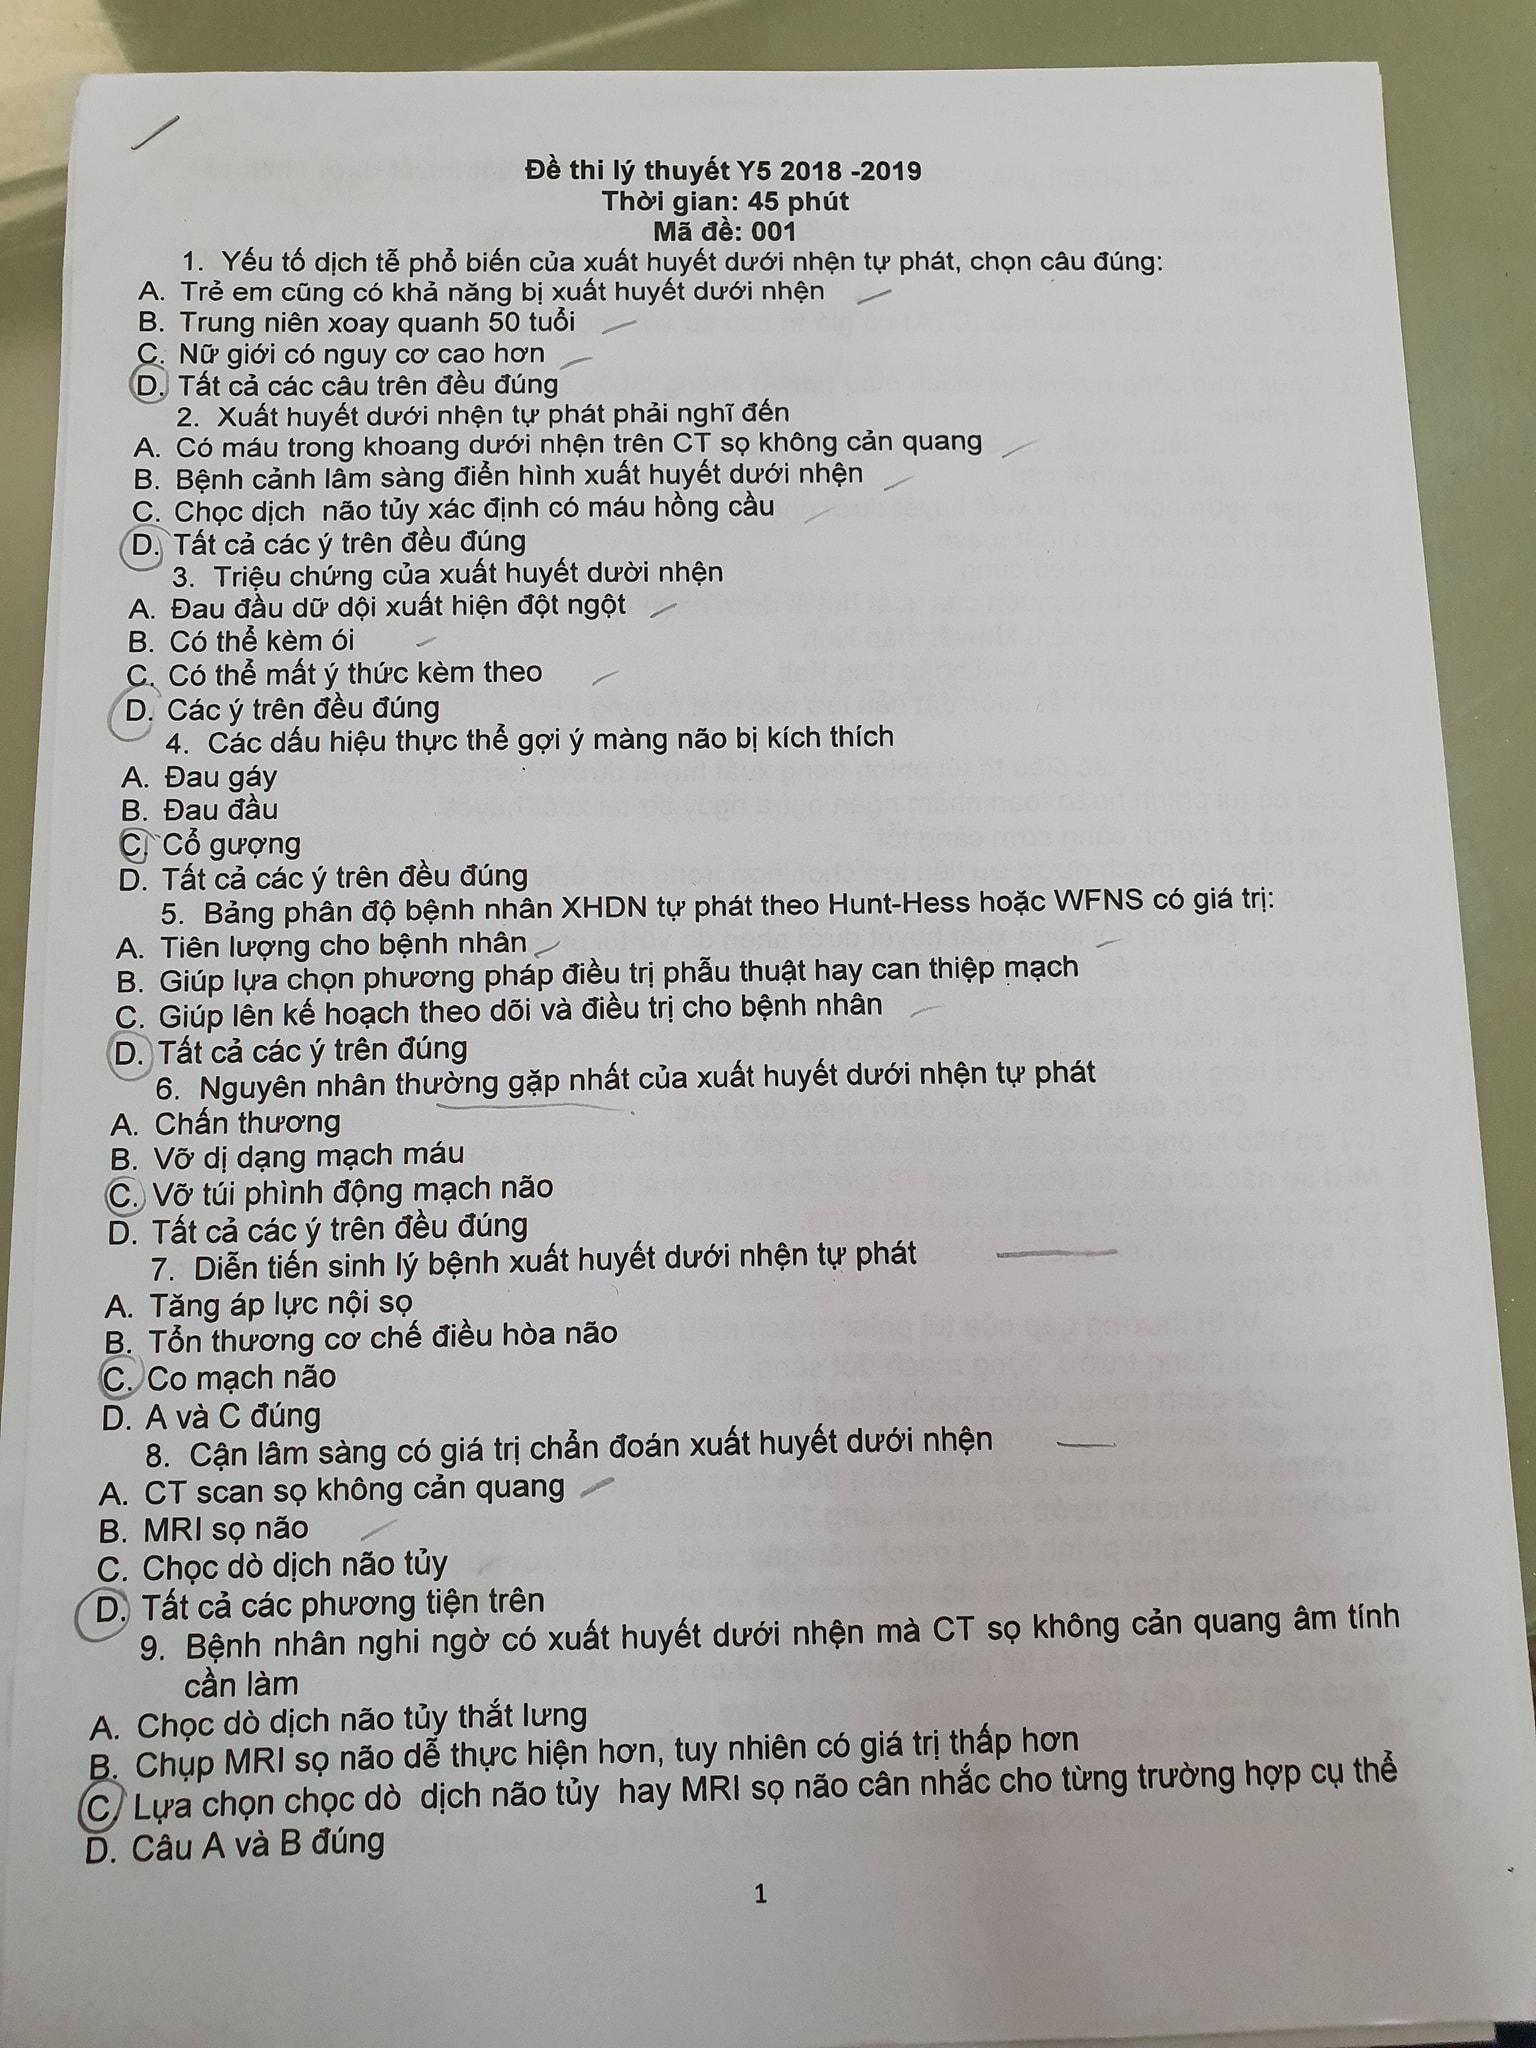 Đề thi lý thuyết Y5 2018 -2019
Thời gian: 45 phút
Mã đề: 001
1. Yếu tố dịch tễ phổ biến của xuất huyết dưới nhện tự phát, chọn câu đúng:
A. Trẻ em cũng có khả năng bị xuất huyết dưới nhện
B. Trung niên xoay quanh 50 tuổi
C. Nữ giới có nguy cơ cao hơn
D. Tất cả các câu trên đều đúng
2. Xuất huyết dưới nhện tự phát phải nghĩ đến
A. Có máu trong khoang dưới nhện trên CT sọ không cản quang
B. Bệnh cảnh lâm sàng điển hình xuất huyết dưới nhện
C. Chọc dịch não tủy xác định có máu hồng cầu
D. Tất cả các ý trên đều đúng
3. Triệu chứng của xuất huyết dười nhện
A. Đau đầu dữ dội xuất hiện đột ngột
B. Có thể kèm ói
C. Có thể mất ý thức kèm theo
D. Các ý trên đều đúng
4. Các dấu hiệu thực thể gợi ý màng não bị kích thích
A. Đau gáy
B. Đau đầu
C. Cổ gượng
D. Tất cả các ý trên đều đúng
5. Bảng phân độ bệnh nhân XHDN tự phát theo Hunt-Hess hoặc WFNS có giá trị:
A. Tiên lượng cho bệnh nhân
B. Giúp lựa chọn phương pháp điều trị phẫu thuật hay can thiệp mạch
C. Giúp lên kế hoạch theo dõi và điều trị cho bệnh nhân
D. Tất cả các ý trên đúng
6. Nguyên nhân thường gặp nhất của xuất huyết dưới nhện tự phát
A. Chấn thương
B. Vỡ dị dạng mạch máu
C. Vỡ túi phình động mạch não
D. Tất cả các ý trên đều đúng
7. Diễn tiến sinh lý bệnh xuất huyết dưới nhện tự phát
A. Tăng áp lực nội sọ
B. Tổn thương cơ chế điều hòa não
C. Co mạch não
D. A và C đúng
8. Cận lâm sàng có giá trị chẩn đoán xuất huyết dưới nhện
A. CT scan sọ không cản quang
B. MRI sọ não
C. Chọc dò dịch não tủy
D. Tất cả các phương tiện trên
9. Bệnh nhân nghi ngờ có xuất huyết dưới nhện mà CT sọ không cản quang âm tính
cần làm
A. Chọc dò dịch não tủy thắt lưng
B. Chụp MRI sọ não dễ thực hiện hơn, tuy nhiên có giá trị thấp hơn
C. Lựa chọn chọc dò dịch não tủy hay MRI sọ não cân nhắc cho từng trường hợp cụ thể
D. Câu A và B đúng
1